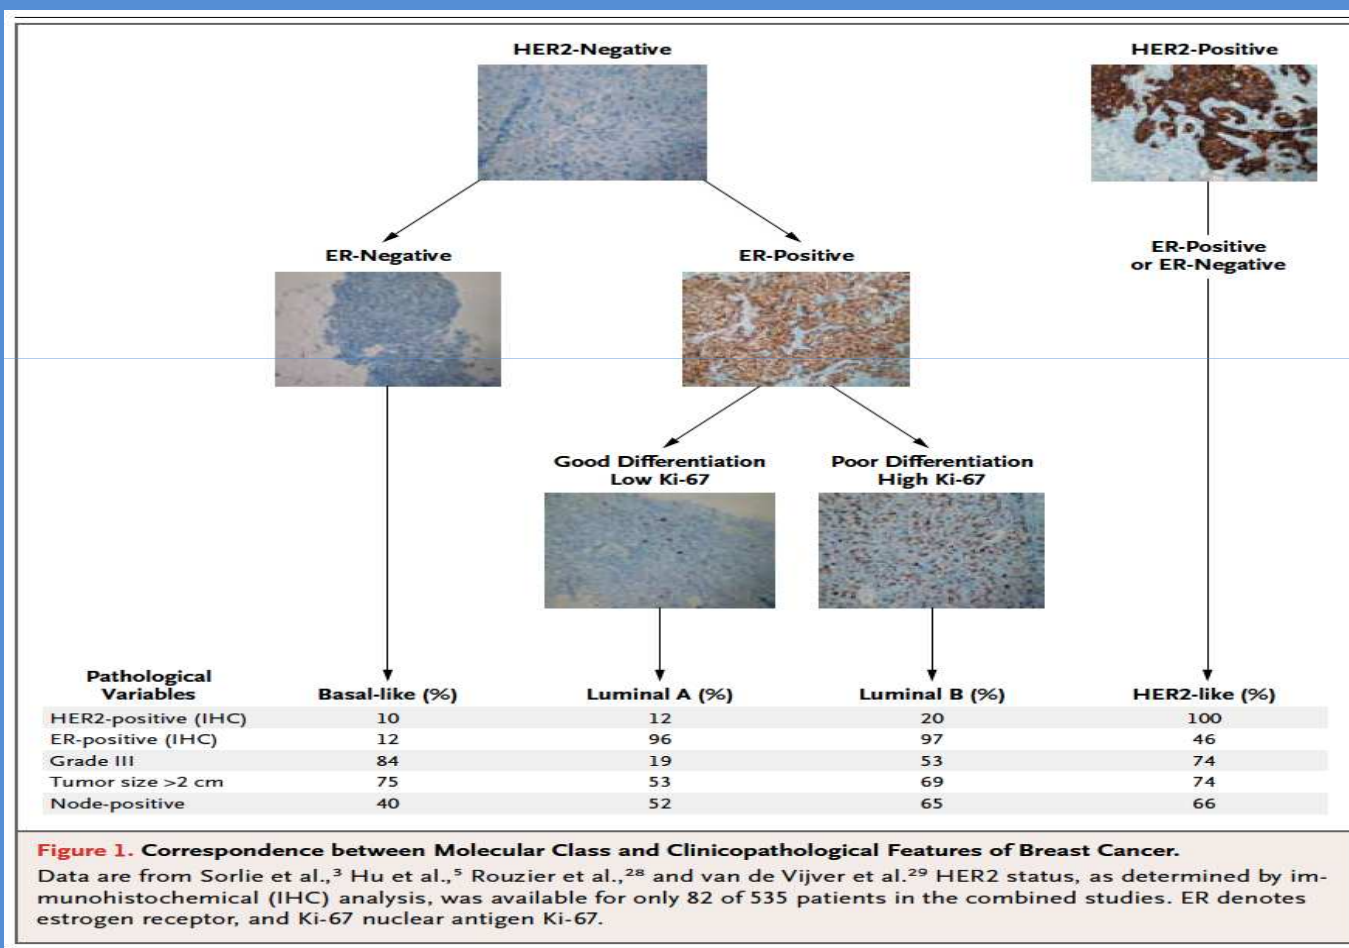 HER2-Negative
HER2-Positive
ER-Negative
ER-Positive
ER-Positive
or ER-Negative
Good Differentiation
Low Ki-67
Poor Differentiation
High Ki-67
Pathological
Variables
Basal-like (%)
Luminal A (%)
Luminal B (%)
HER2-like (%)
HER2-positive (IHC) 10 12 20 100
ER-positive (IHC) 12 96 97 46
Grade III 84 19 53 74
Tumor size >2 cm 75 53 69 74
Node-positive 40 52 65 66
Figure 1. Correspondence between Molecular Class and Clinicopathological Features of Breast Cancer.
Data are from Sorlie et al.,³ Hu et al.,⁵ Rouzier et al.,²⁸ and van de Vijver et al.²⁹ HER2 status, as determined by im-
munohistochemical (IHC) analysis, was available for only 82 of 535 patients in the combined studies. ER denotes
estrogen receptor, and Ki-67 nuclear antigen Ki-67.